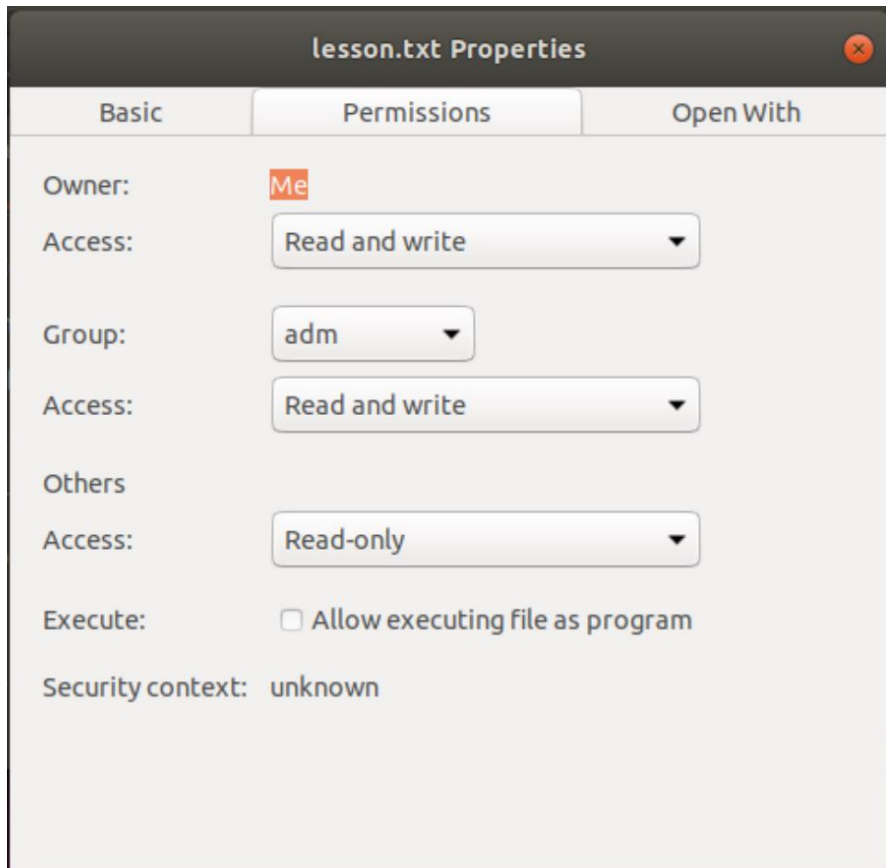 lesson.txt Properties
Basic Permissions Open With
Owner: Me
Access: Read and write
Group: adm
Access: Read and write
Others
Access: Read-only
Execute: Allow executing file as program
Security context: unknown